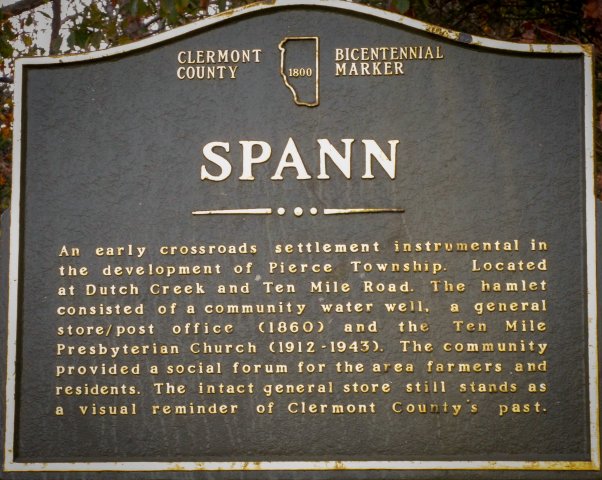 CLERMONT COUNTY
1800
BICENTENNIAL MARKER
SPANN
An early crossroads settlement instrumental in
the development of Pierce Township. Located
at Dutch Creek and Ten Mile Road. The hamlet
consisted of a community water well, a general
store/post office (1860) and the Ten Mile
Presbyterian Church (1912-1943). The community
provided a social forum for the area farmers and
residents. The intact general store still stands as
a visual reminder of Clermont County's past.